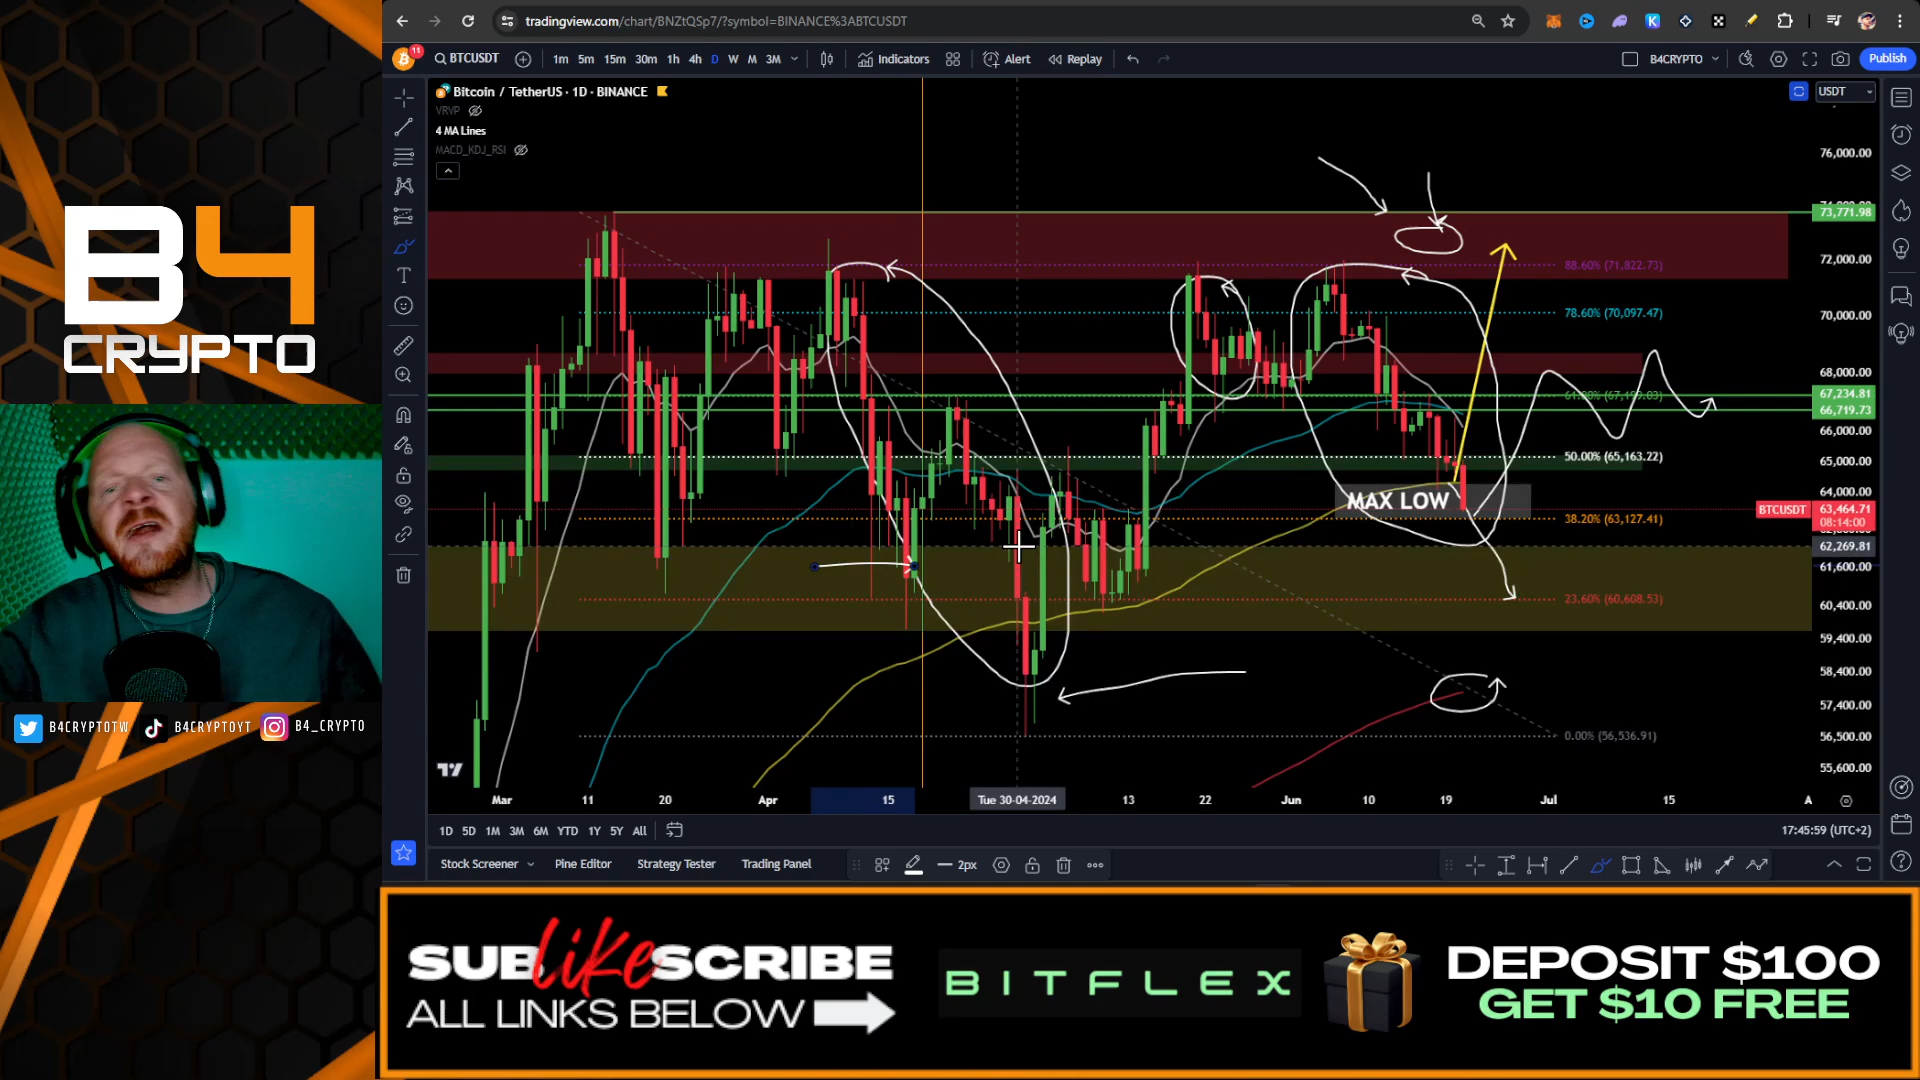 B4
CRYPTO
B4CRYPTOTW
B4CRYPTOYT
B4_CRYPTO
tradingview.com/chart/BNZtQSp7/?symbol=BINANCE%3ABTCUSDT
11
BTCUSDT
1m 5m 15m 30m 1h 4h D W M 3M
Indicators
Alert
Replay
B4CRYPTO
Publish
Bitcoin / TetherUS · 1D · BINANCE
USDT
VRVP
4 MA Lines
MACD_KDJ_RSI
76,000.00
73,771.98
72,000.00
88.60% (71,822.73)
70,000.00
78.60% (70,097.47)
68,000.00
67,234.81
66,719.73
66,000.00
50.00% (65,163.22)
65,000.00
64,000.00
MAX LOW
BTCUSDT
63,464.71
08:14:00
38.20% (63,127.41)
62,269.81
61,600.00
23.60% (60,608.53)
60,400.00
59,400.00
58,400.00
57,400.00
0.00% (56,536.91)
56,500.00
55,600.00
Mar 11 20 Apr 15 Tue 30-04-2024 13 22 Jun 10 19 Jul 15 A
1D 5D 1M 3M 6M YTD 1Y 5Y All
17:45:59 (UTC+2)
Stock Screener
Pine Editor
Strategy Tester
Trading Panel
2px
SUBlikeSCRIBE
ALL LINKS BELOW
BITFLEX
DEPOSIT $100
GET $10 FREE